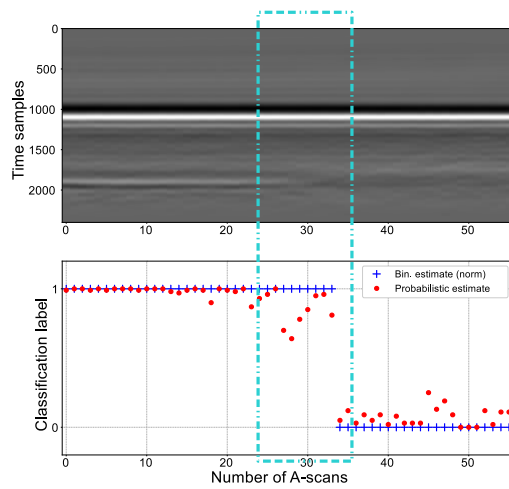 0
500
1000
1500
2000
Time samples
0 10 20 30 40 50
1
0
Classification label
Bin. estimate (norm)
Probabilistic estimate
0 10 20 30 40 50
Number of A-scans